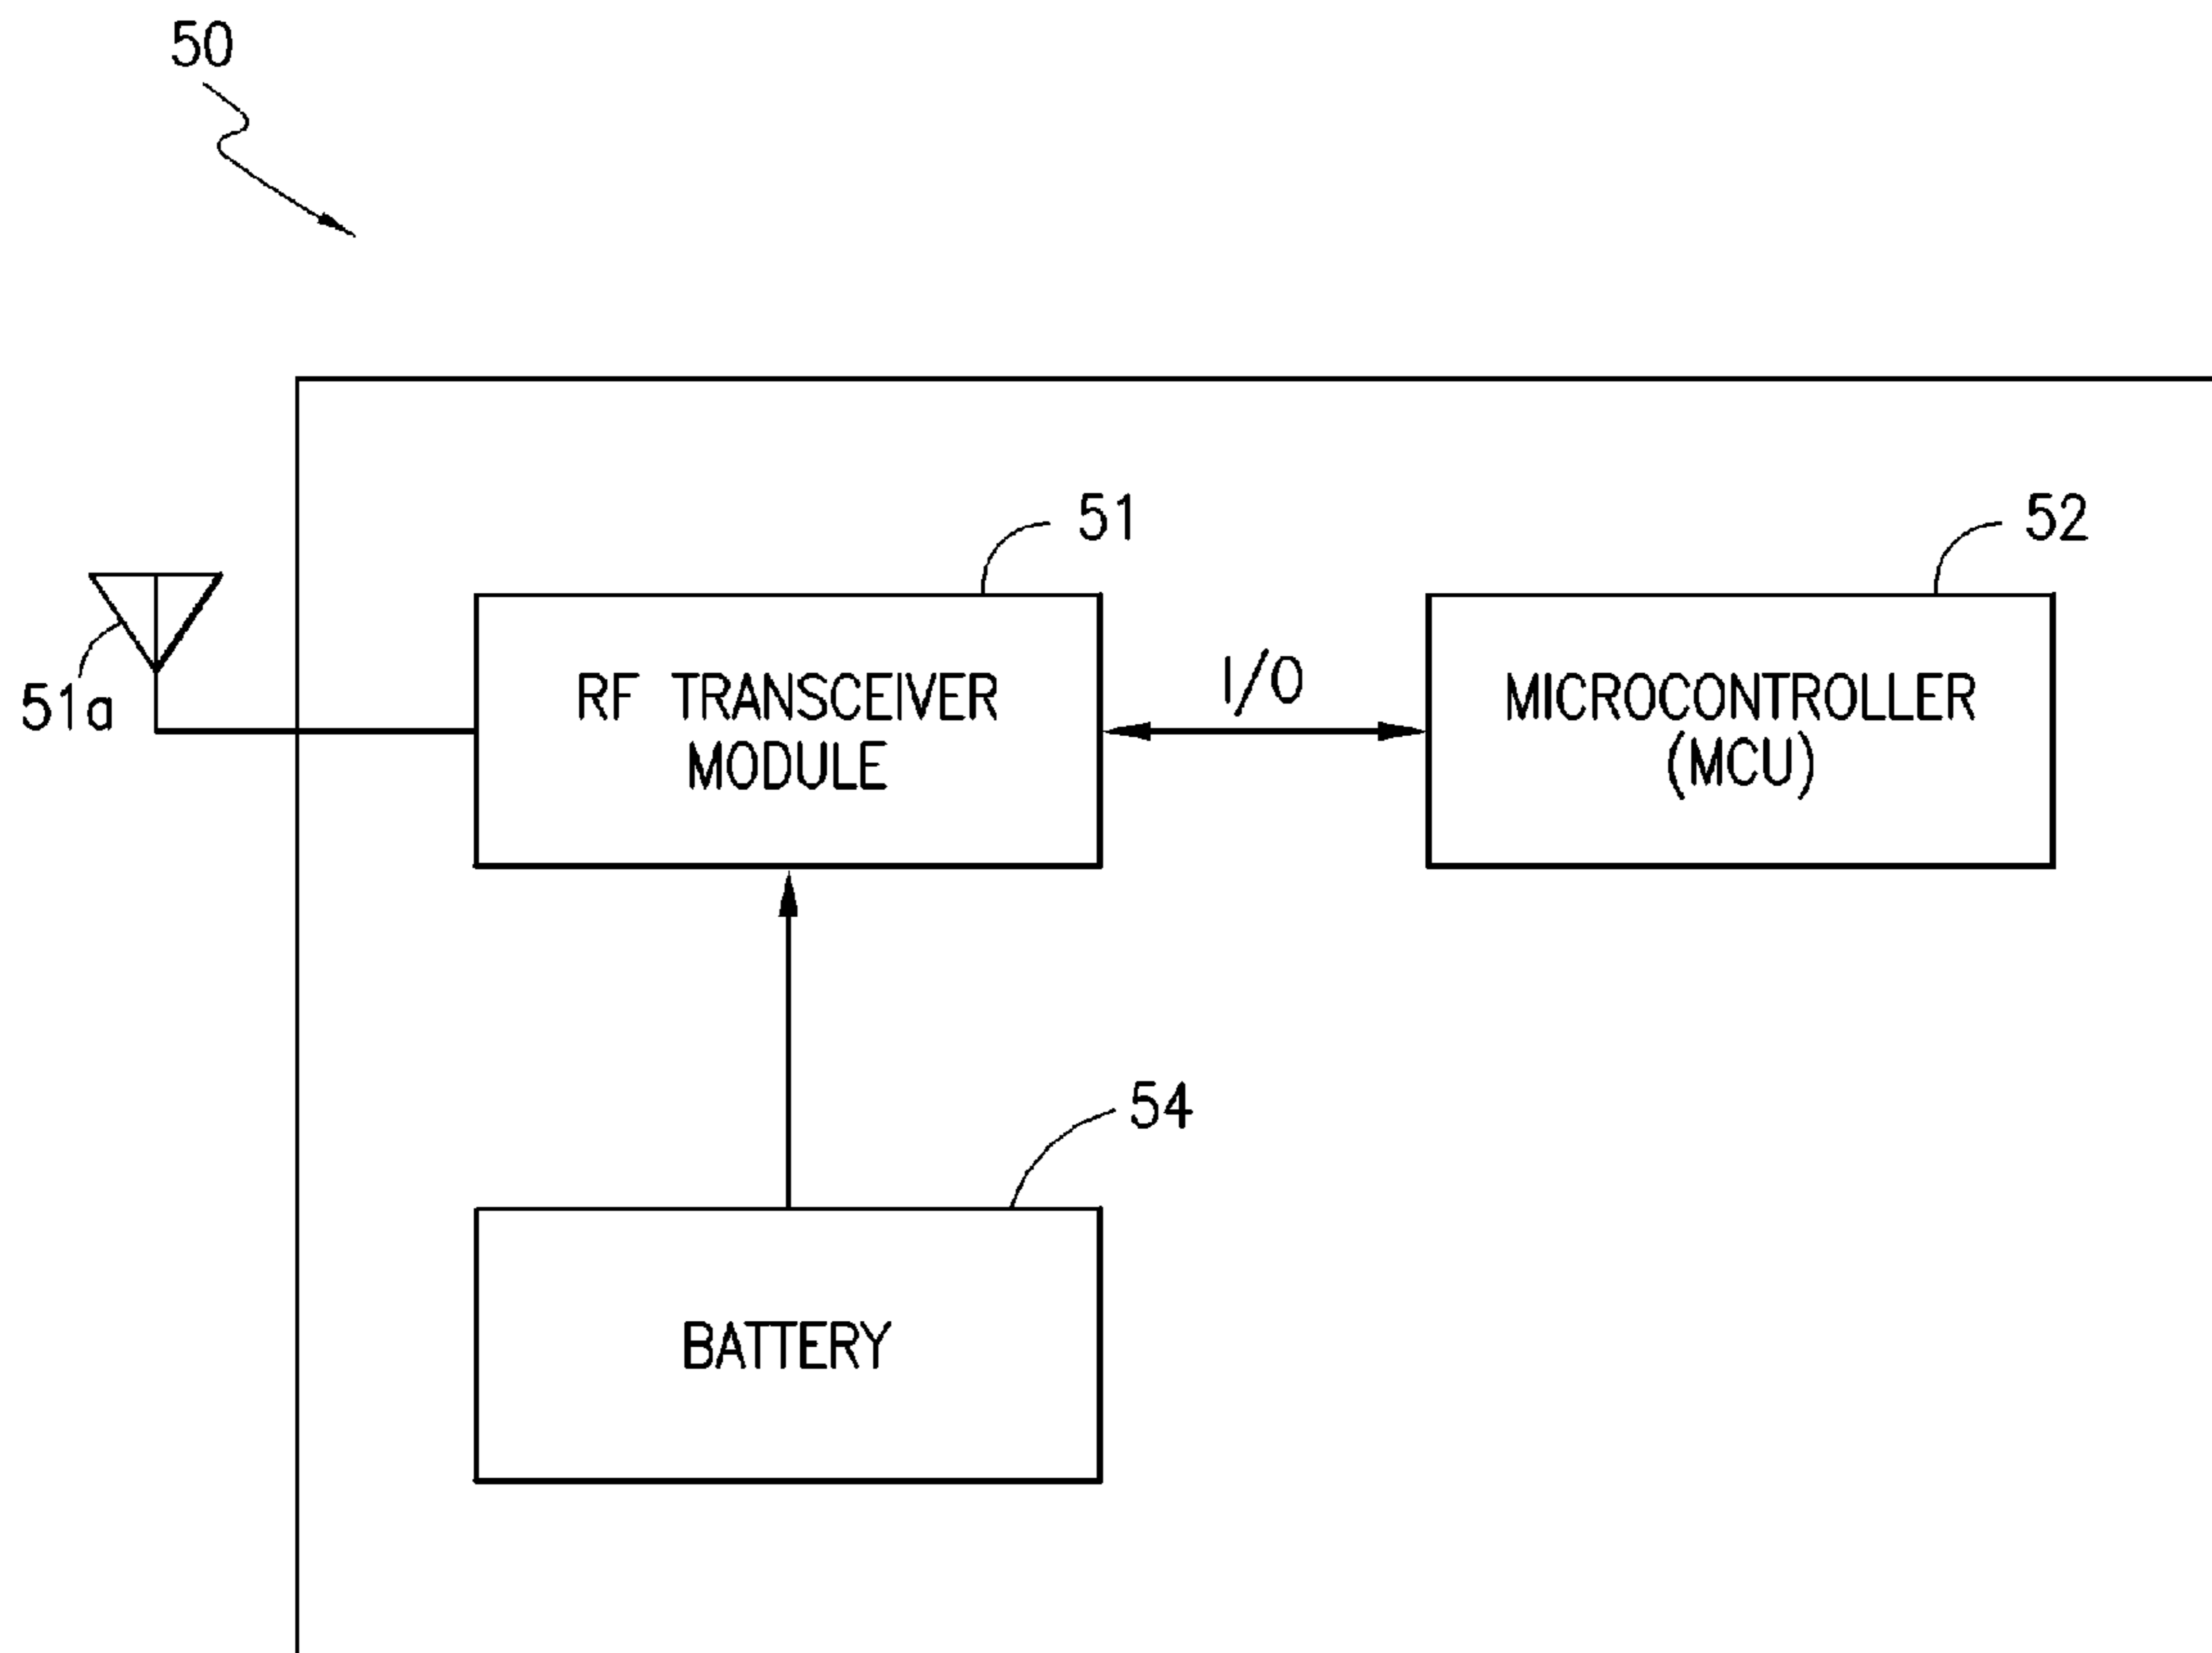 50
51
52
51a
RF TRANSCEIVER
MODULE
I/O
MICROCONTROLLER
(MCU)
54
BATTERY